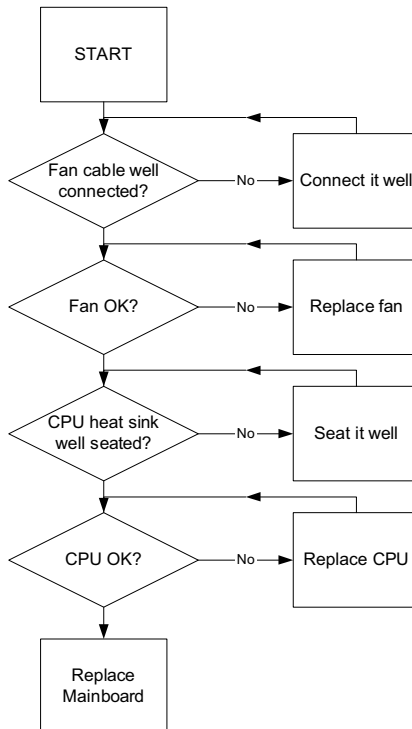 START
Fan cable well
connected?
No
Connect it well
Fan OK?
No
Replace fan
CPU heat sink
well seated?
No
Seat it well
CPU OK?
No
Replace CPU
Replace
Mainboard